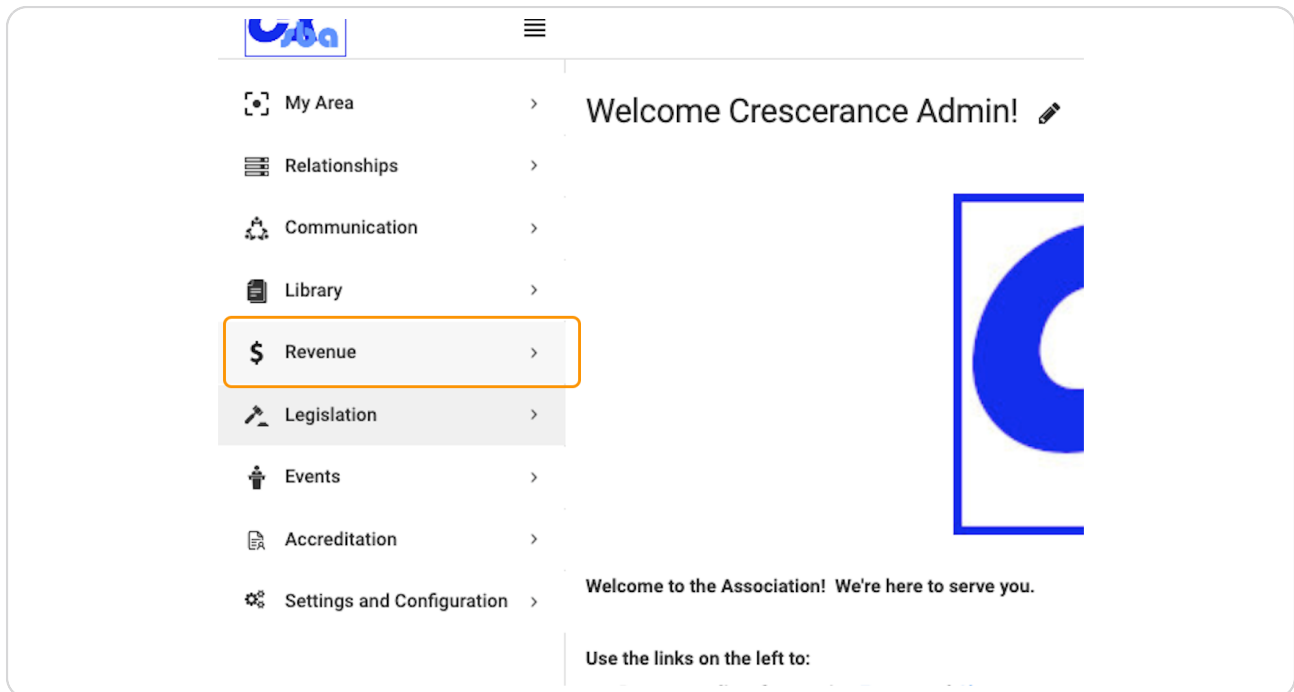 sba
My Area
Relationships
Communication
Library
Revenue
Legislation
Events
Accreditation
Settings and Configuration
Welcome Crescerance Admin!
Welcome to the Association! We're here to serve you.
Use the links on the left to: